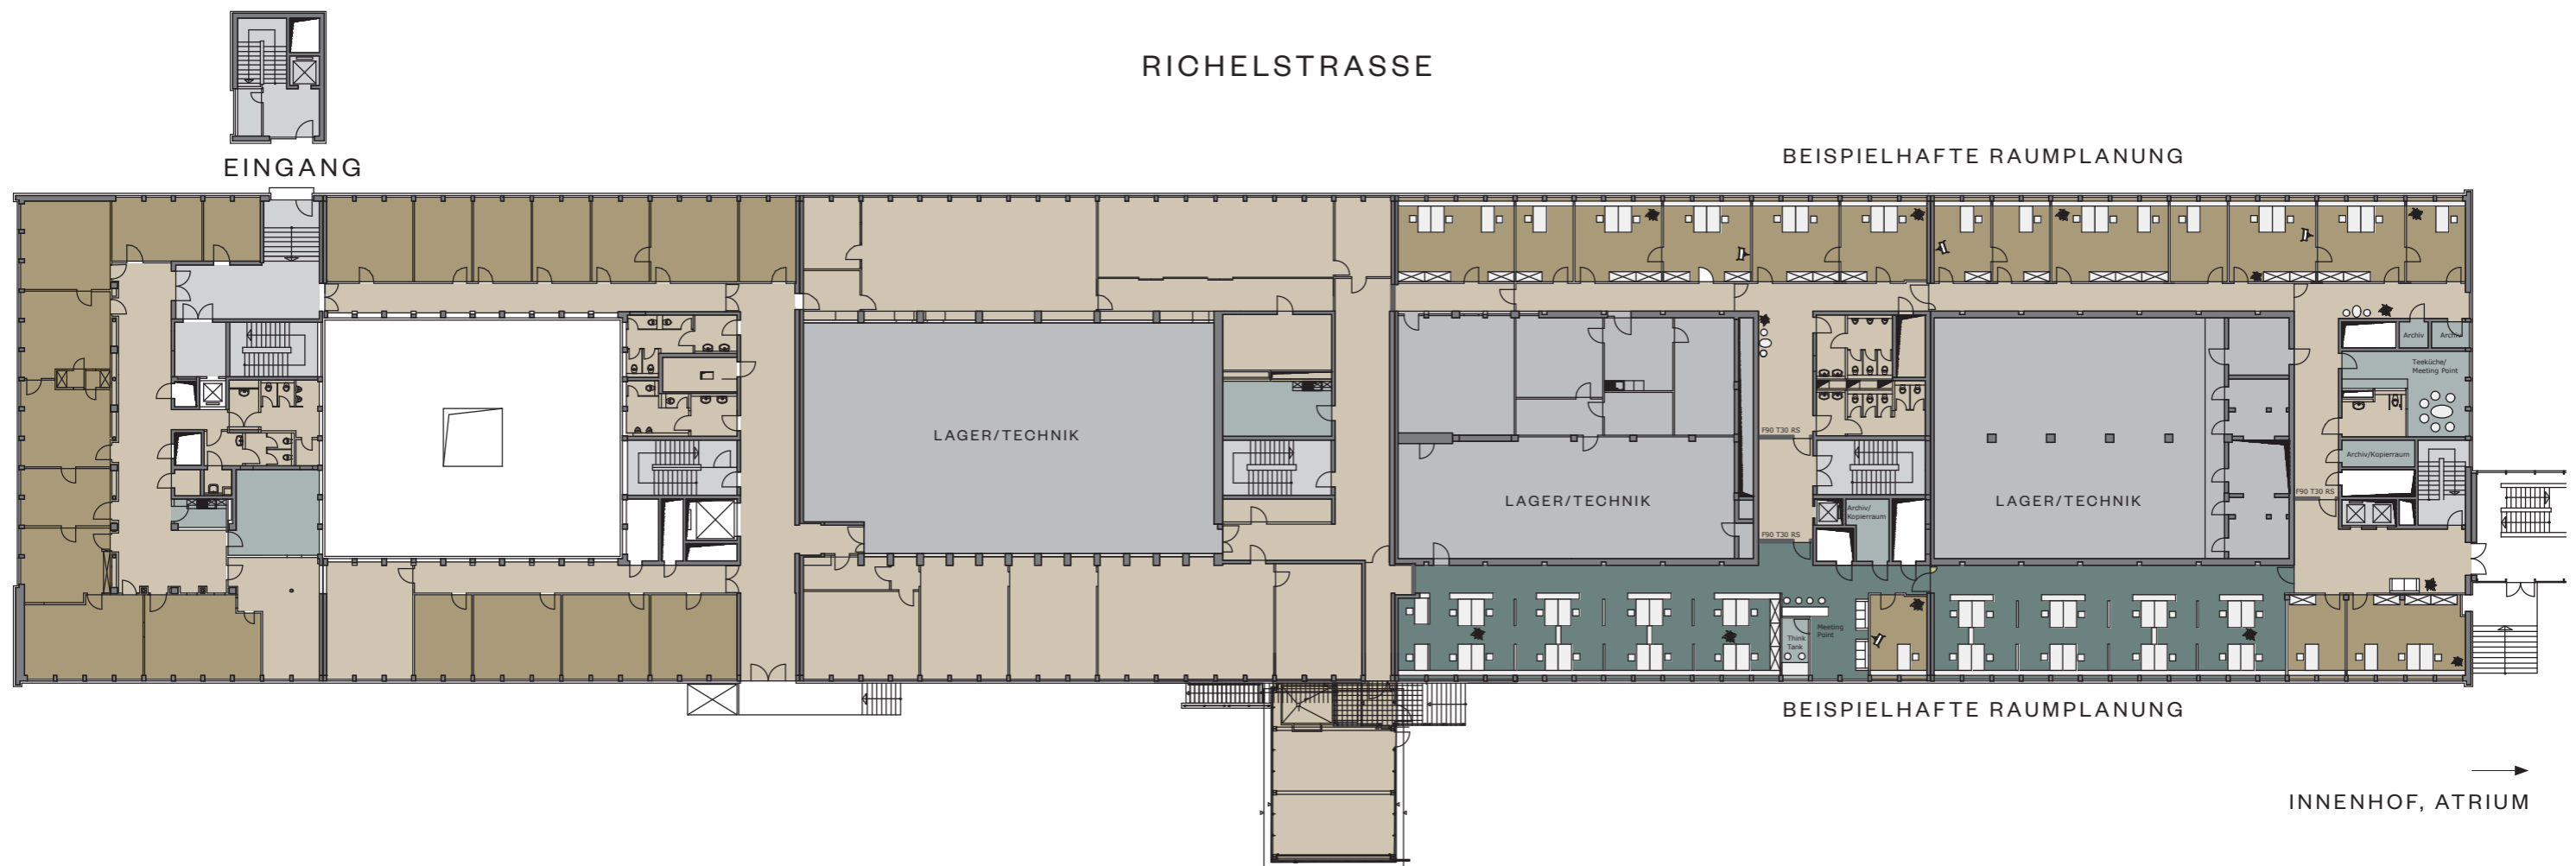 RICHELSTRASSE
EINGANG
BEISPIELHAFTE RAUMPLANUNG
LAGER/TECHNIK
LAGER/TECHNIK
LAGER/TECHNIK
F90 T30 RS
F90 T30 RS
F90 T30 RS
Archiv/
Kopierraum
Archiv
Archiv
Teeküche/
Meeting Point
Archiv/Kopierraum
Think
Tank
Meeting
Point
BEISPIELHAFTE RAUMPLANUNG
INNENHOF, ATRIUM